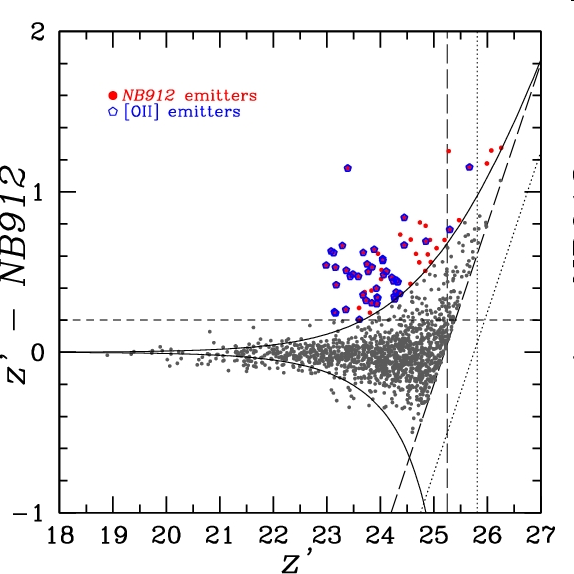 2
NB912 emitters
[OII] emitters
1
z' − NB912
0
−1
18 19 20 21 22 23 24 25 26 27
z'